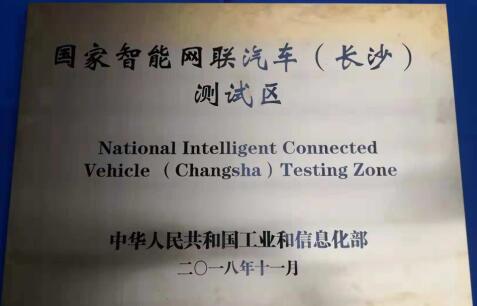 国家智能网联汽车（长沙）
测试区
National Intelligent Connected
Vehicle （Changsha）Testing Zone
中华人民共和国工业和信息化部
二〇一八年十一月